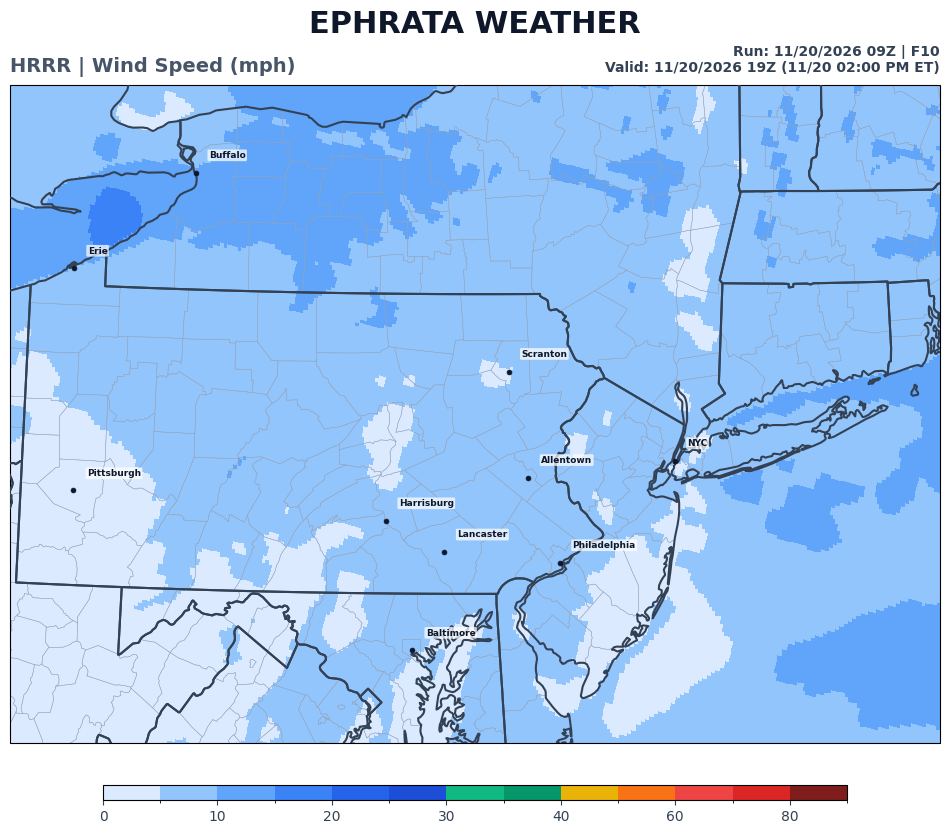 EPHRATA WEATHER
HRRR | Wind Speed (mph)
Run: 11/20/2026 09Z | F10
Valid: 11/20/2026 19Z (11/20 02:00 PM ET)
Buffalo
Erie
Scranton
NYC
Allentown
Pittsburgh
Harrisburg
Lancaster
Philadelphia
Baltimore
0 10 20 30 40 50 60 70 80